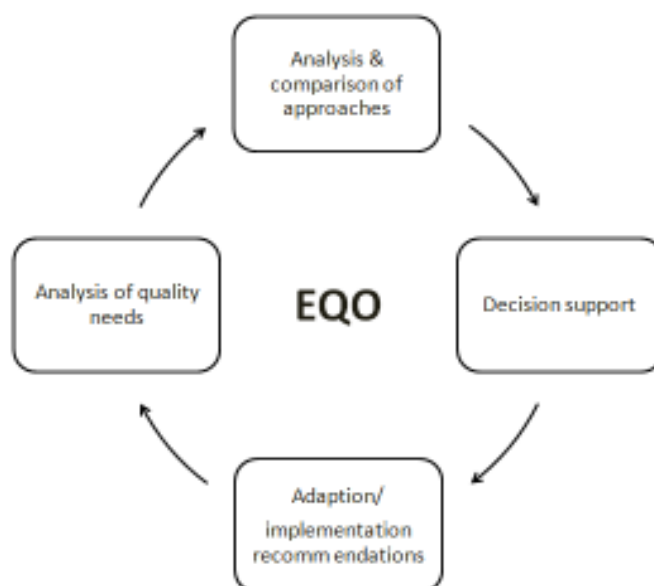 Analysis &
comparison of
approaches
Analysis of quality
needs
EQO
Decision support
Adaption/
implementation
recomm endations